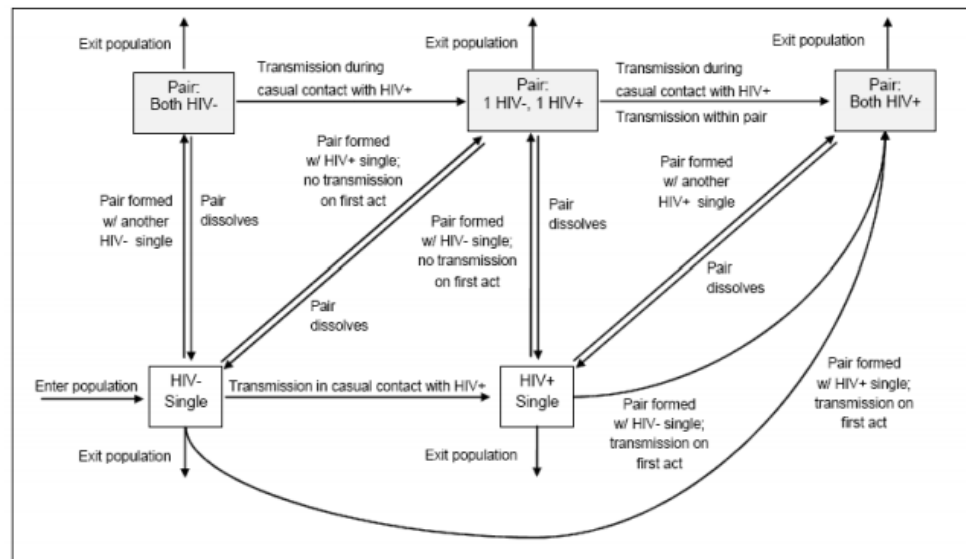 Exit population
Exit population
Exit population
Pair:
Both HIV-
Transmission during
casual contact with HIV+
Pair:
1 HIV-, 1 HIV+
Transmission during
casual contact with HIV+
Transmission within pair
Pair:
Both HIV+
Pair formed
w/ HIV+ single;
no transmission
on first act
Pair formed
w/ another
HIV+ single
Pair formed
w/ another
HIV- single
Pair
dissolves
Pair formed
w/ HIV- single;
no transmission
on first act
Pair
dissolves
Pair
dissolves
Pair
dissolves
Enter population
HIV-
Single
Transmission in casual contact with HIV+
HIV+
Single
Pair formed
w/ HIV+ single;
transmission on
first act
Pair formed
w/ HIV- single;
transmission on
first act
Exit population
Exit population